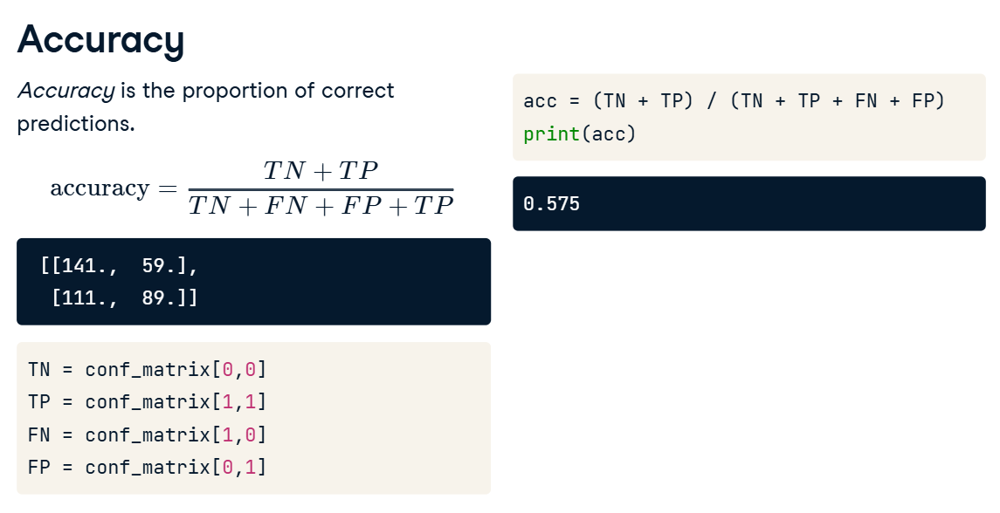 Accuracy
Accuracy is the proportion of correct
predictions.
accuracy = TN + TP / TN + FN + FP + TP
[[141., 59.],
[111., 89.]]
TN = conf_matrix[0,0]
TP = conf_matrix[1,1]
FN = conf_matrix[1,0]
FP = conf_matrix[0,1]
acc = (TN + TP) / (TN + TP + FN + FP)
print(acc)
0.575